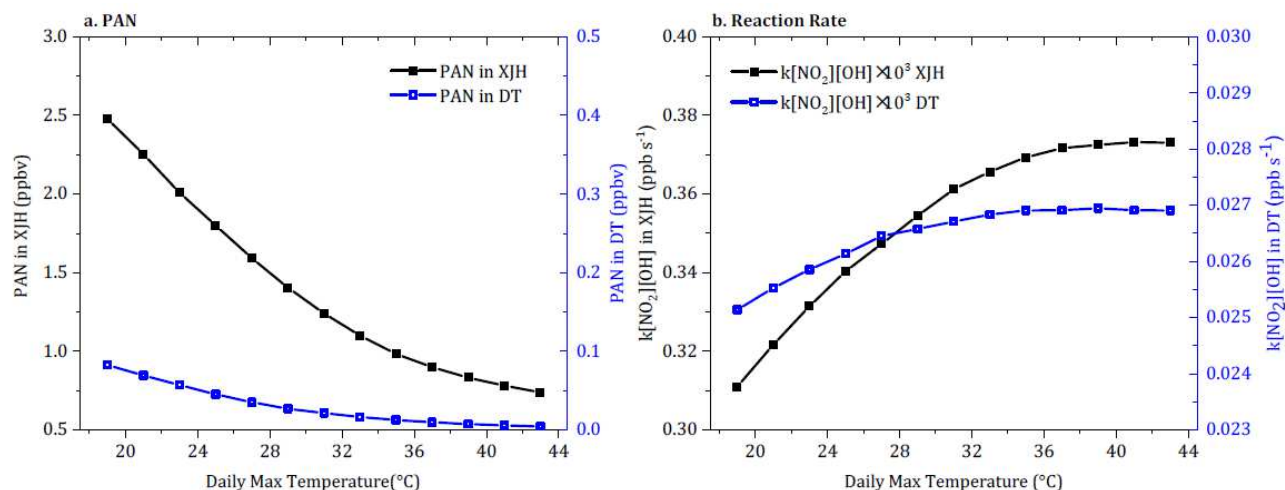 a. PAN
3.0
2.5
2.0
1.5
1.0
0.5
PAN in XJH (ppbv)
PAN in XJH
PAN in DT
0.5
0.4
0.3
0.2
0.1
0.0
PAN in DT (ppbv)
20 24 28 32 36 40 44
Daily Max Temperature(°C)
b. Reaction Rate
0.40
0.38
0.36
0.34
0.32
0.30
k[NO₂][OH] in XJH (ppb s⁻¹)
k[NO₂][OH]×10³ XJH
k[NO₂][OH]×10³ DT
0.030
0.029
0.028
0.027
0.026
0.025
0.024
0.023
k[NO₂][OH] in DT (ppb s⁻¹)
20 24 28 32 36 40 44
Daily Max Temperature (°C)